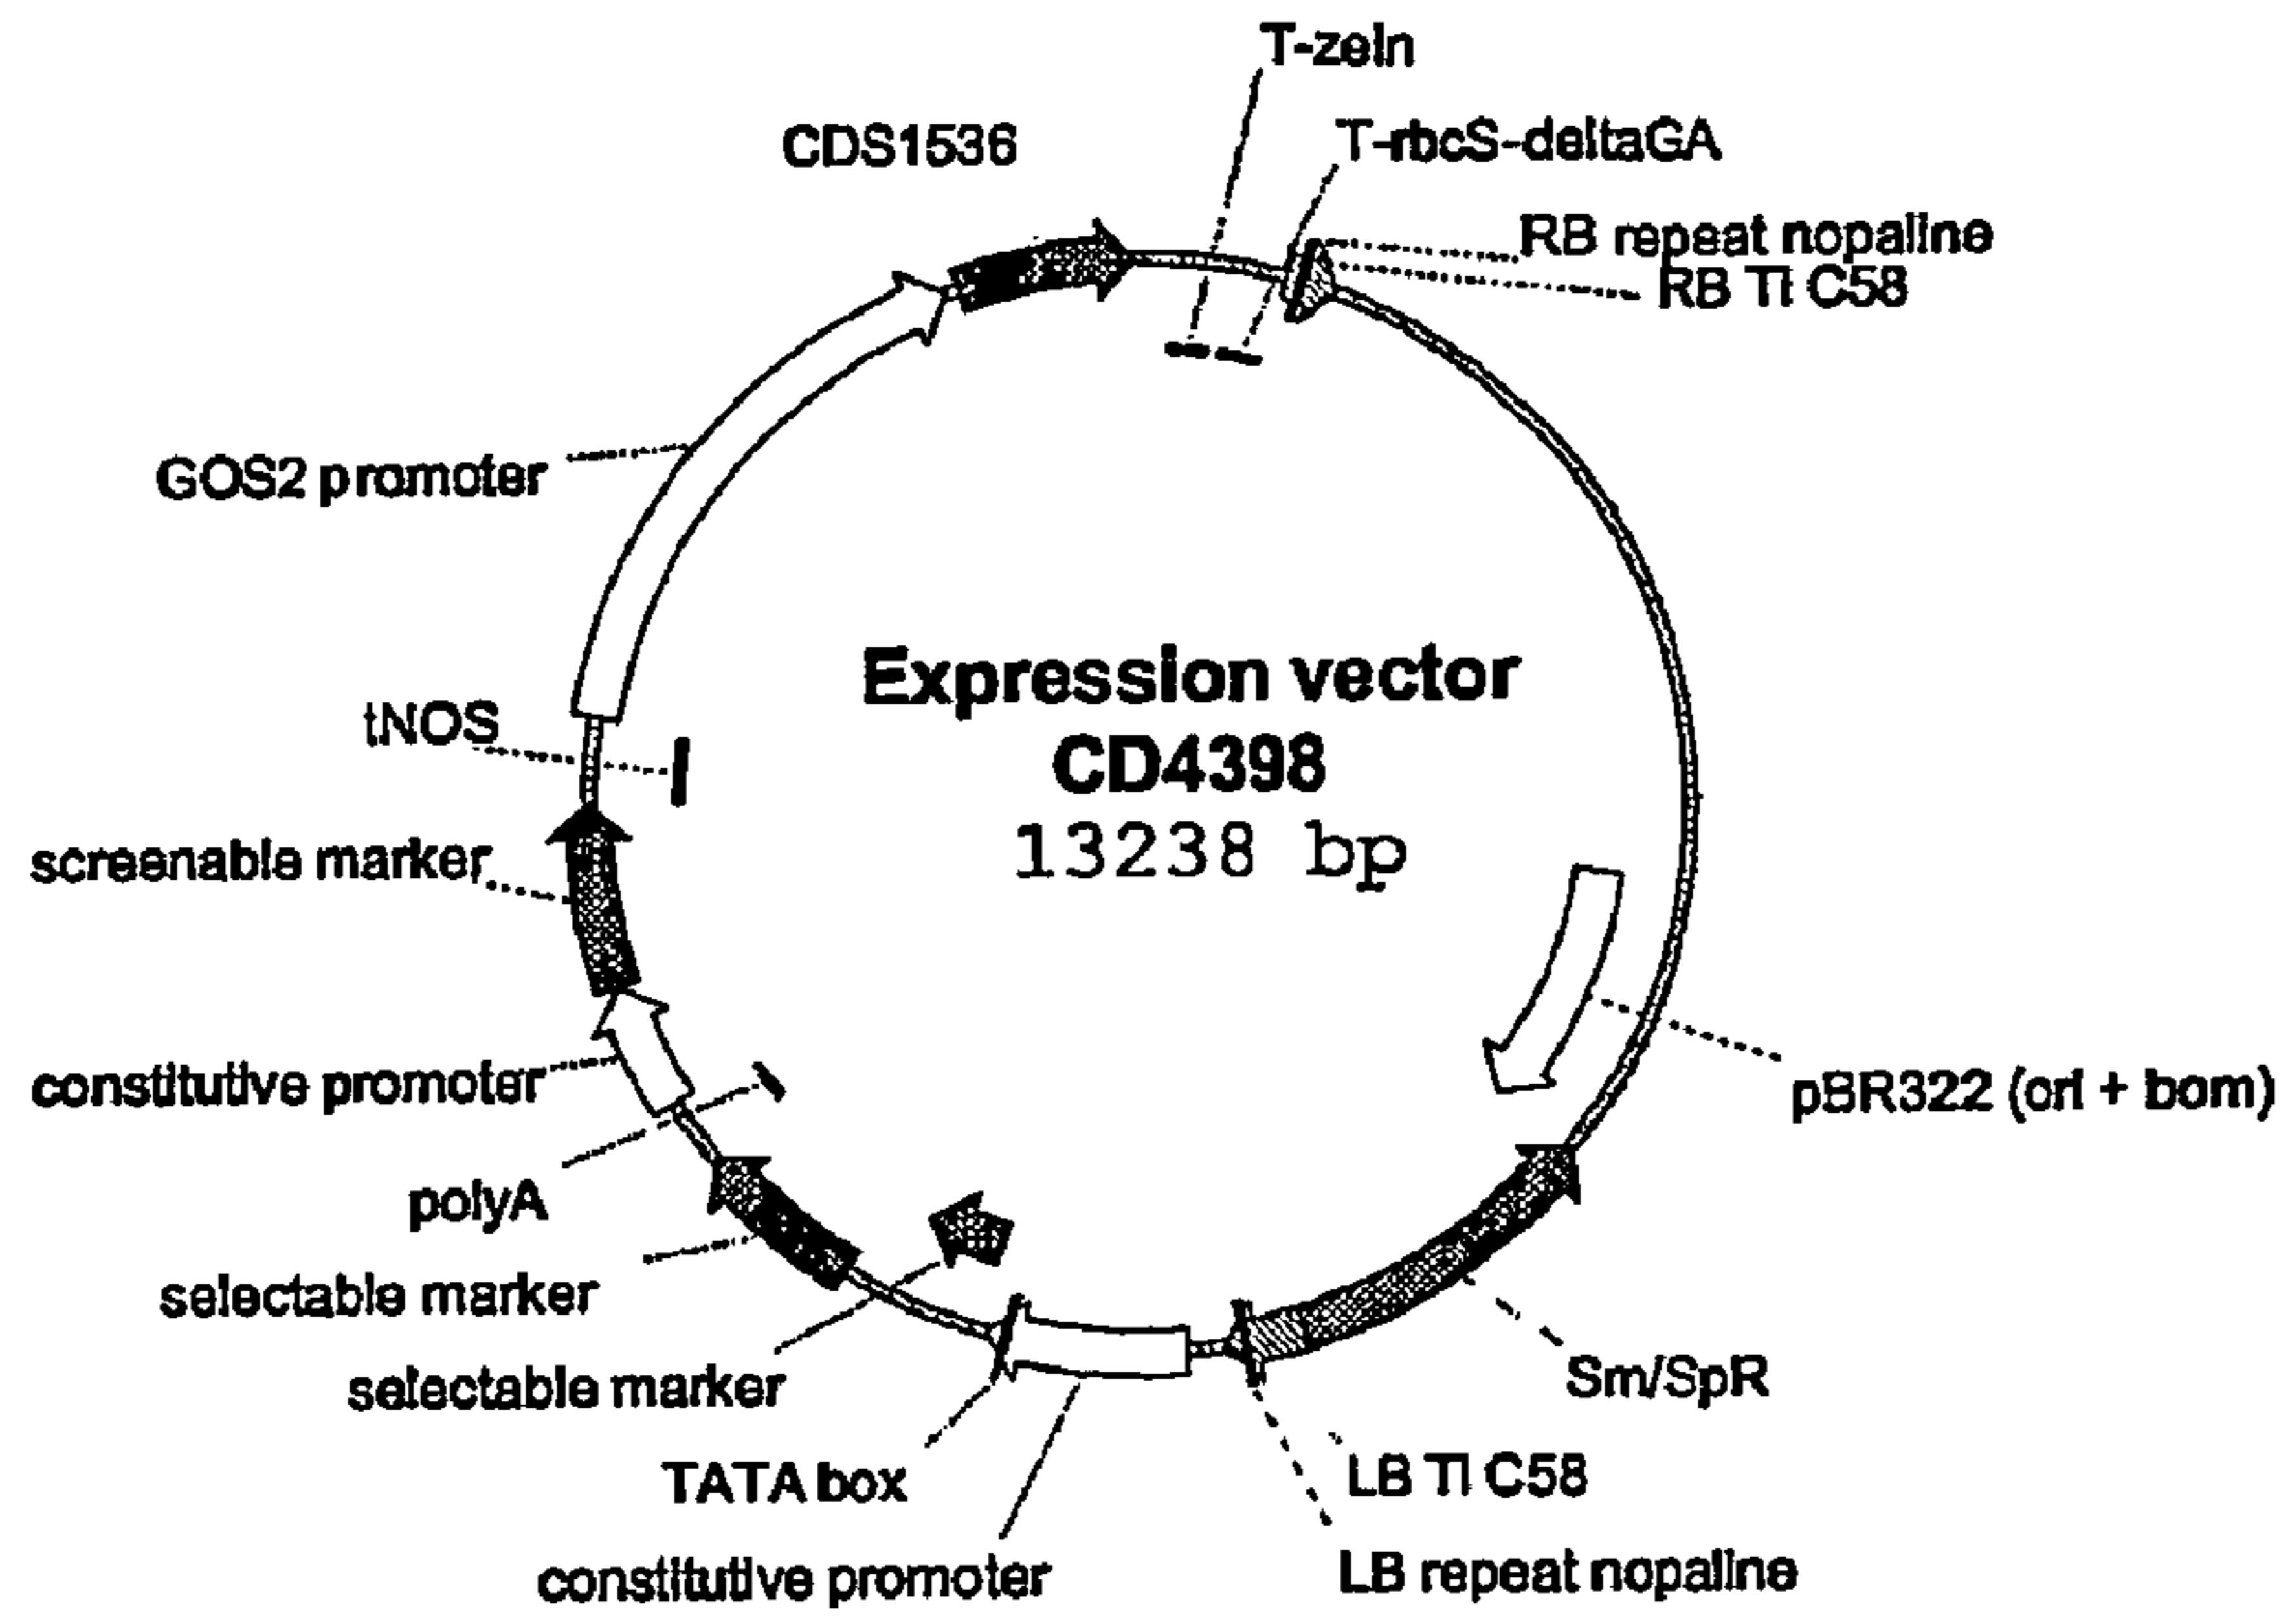 T-zein
CDS1536
T-rbcS-deltaGA
RB repeat nopaline
RB TI C58
GOS2 promoter
Expression vector
tNOS
CD4398
13238 bp
screenable marker
constitutive promoter
pBR322 (ori + bom)
polyA
selectable marker
selectable marker
Sm/SpR
TATA box
LB TI C58
constitutive promoter
LB repeat nopaline